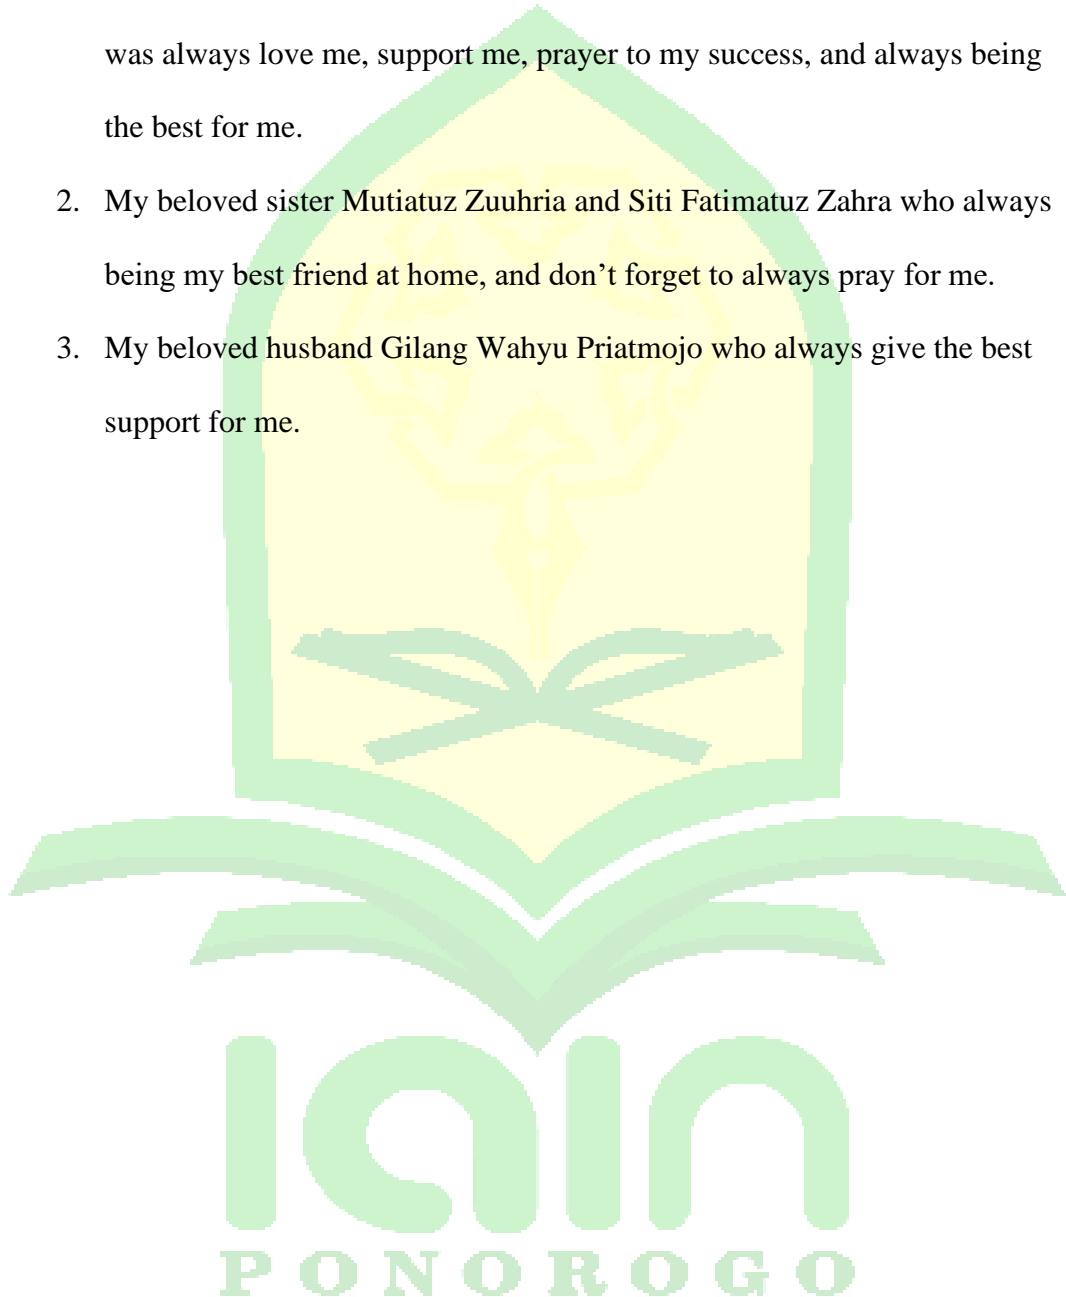 was always love me, support me, prayer to my success, and always being
the best for me.
2. My beloved sister Mutiatuz Zuuhria and Siti Fatimatuz Zahra who always
being my best friend at home, and don’t forget to always pray for me.
3. My beloved husband Gilang Wahyu Priatmojo who always give the best
support for me.
iain
PONOROGO